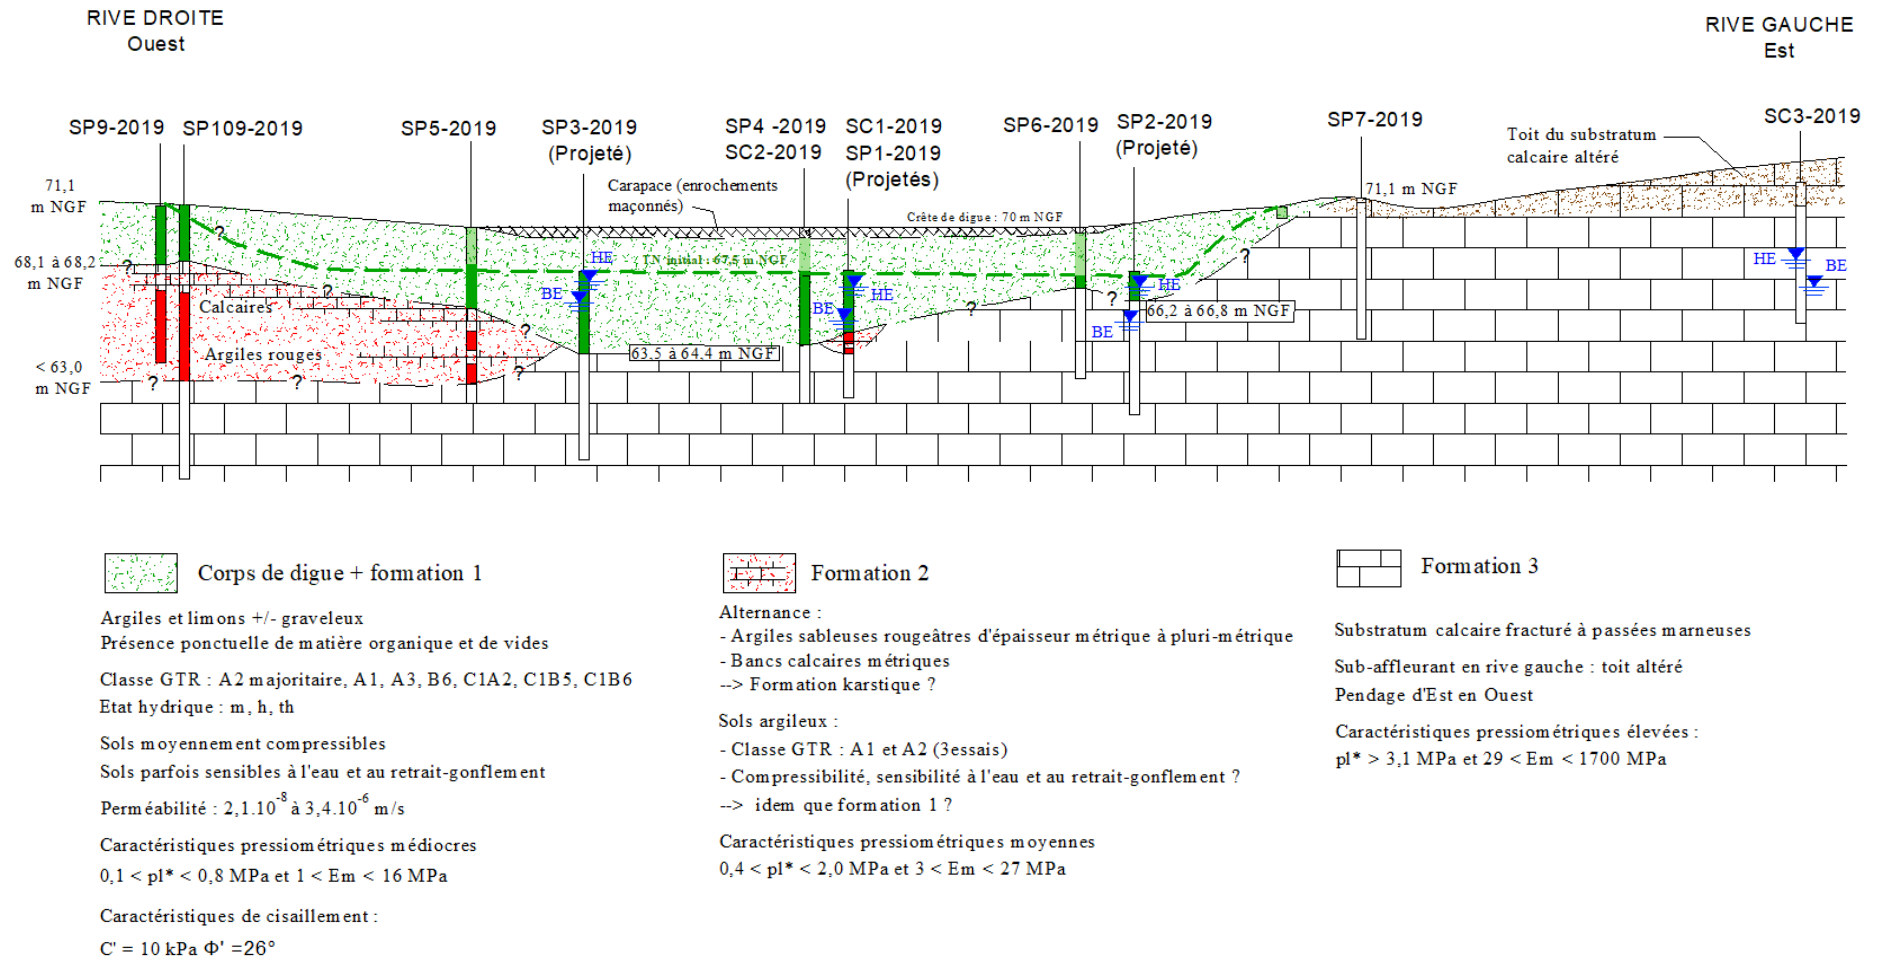 RIVE DROITE
Ouest
RIVE GAUCHE
Est
SP9-2019
SP109-2019
SP5-2019
SP3-2019
(Projeté)
SP4 -2019
SC2-2019
SC1-2019
SP1-2019
(Projetés)
SP6-2019
SP2-2019
(Projeté)
SP7-2019
SC3-2019
Toit du substratum
calcaire altéré
71,1
m NGF
Carapace (enrochements
maçonnés)
Crête de digue : 70 m NGF
71,1 m NGF
?
68,1 à 68,2
m NGF
?
HE
TN initial : 67,5 m NGF
?
HE
BE
?
BE
HE
HE
BE
?
?
Calcaires
BE
?
66,2 à 66,8 m NGF
BE
?
Argiles rouges
63,5 à 64,4 m NGF
< 63,0
m NGF
?
?
?
Corps de digue + formation 1
Argiles et limons +/- graveleux
Présence ponctuelle de matière organique et de vides
Classe GTR : A2 majoritaire, A1, A3, B6, C1A2, C1B5, C1B6
Etat hydrique : m, h, th
Sols moyennement compressibles
Sols parfois sensibles à l'eau et au retrait-gonflement
Perméabilité : 2,1.10-8 à 3,4.10-6 m/s
Caractéristiques pressiométriques médiocres
0,1 < pl* < 0,8 MPa et 1 < Em < 16 MPa
Caractéristiques de cisaillement :
C' = 10 kPa Φ' =26°
Formation 2
Alternance :
- Argiles sableuses rougeâtres d'épaisseur métrique à pluri-métrique
- Bancs calcaires métriques
--> Formation karstique ?
Sols argileux :
- Classe GTR : A1 et A2 (3essais)
- Compressibilité, sensibilité à l'eau et au retrait-gonflement ?
--> idem que formation 1 ?
Caractéristiques pressiométriques moyennes
0,4 < pl* < 2,0 MPa et 3 < Em < 27 MPa
Formation 3
Substratum calcaire fracturé à passées marneuses
Sub-affleurant en rive gauche : toit altéré
Pendage d'Est en Ouest
Caractéristiques pressiométriques élevées :
pl* > 3,1 MPa et 29 < Em < 1700 MPa